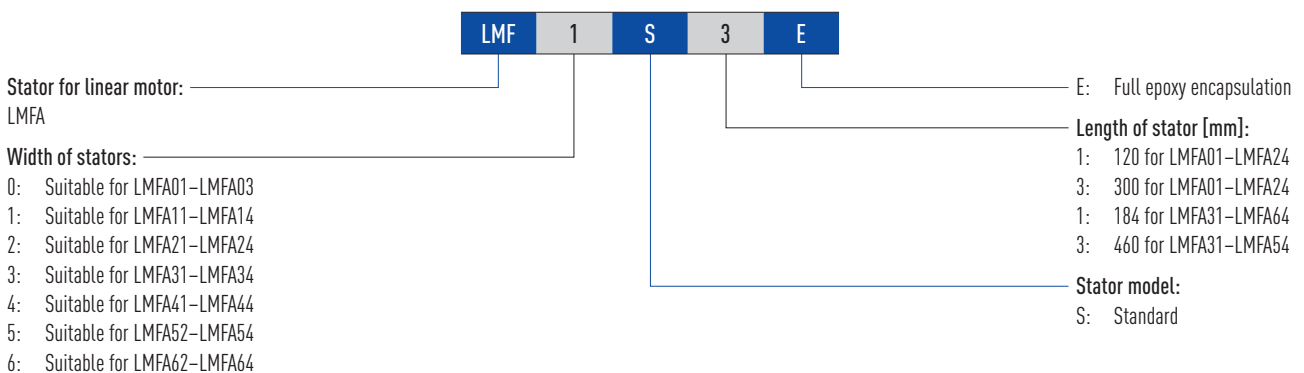 LMF 1 S 3 E
Stator for linear motor:
LMFA
Width of stators:
0: Suitable for LMFA01–LMFA03
1: Suitable for LMFA11–LMFA14
2: Suitable for LMFA21–LMFA24
3: Suitable for LMFA31–LMFA34
4: Suitable for LMFA41–LMFA44
5: Suitable for LMFA52–LMFA54
6: Suitable for LMFA62–LMFA64
E: Full epoxy encapsulation
Length of stator [mm]:
1: 120 for LMFA01–LMFA24
3: 300 for LMFA01–LMFA24
1: 184 for LMFA31–LMFA64
3: 460 for LMFA31–LMFA54
Stator model:
S: Standard